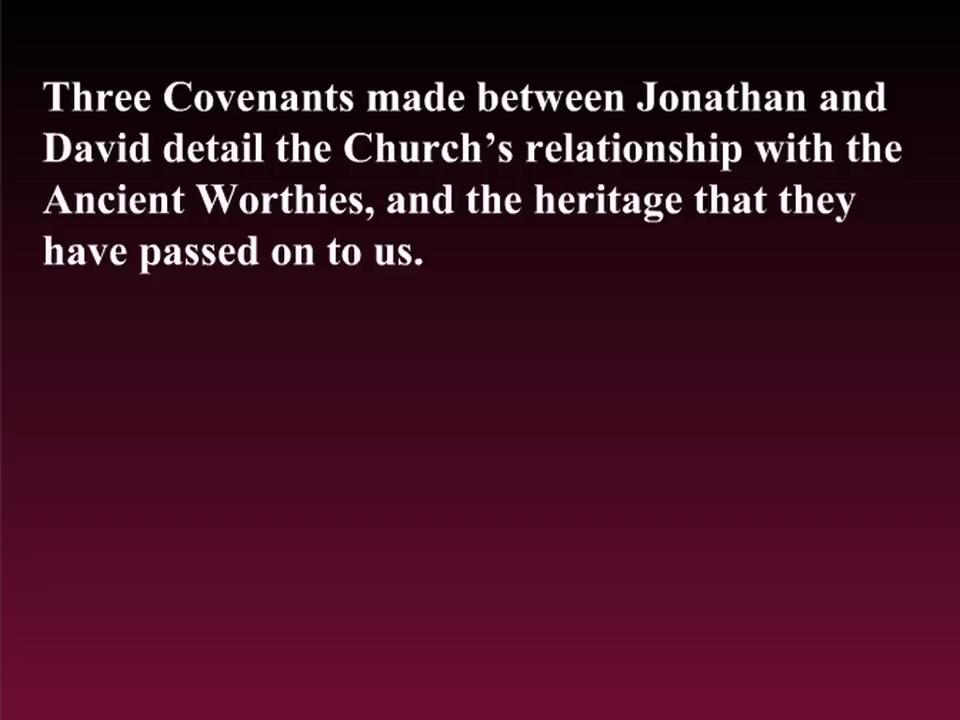 Three Covenants made between Jonathan and
David detail the Church’s relationship with the
Ancient Worthies, and the heritage that they
have passed on to us.